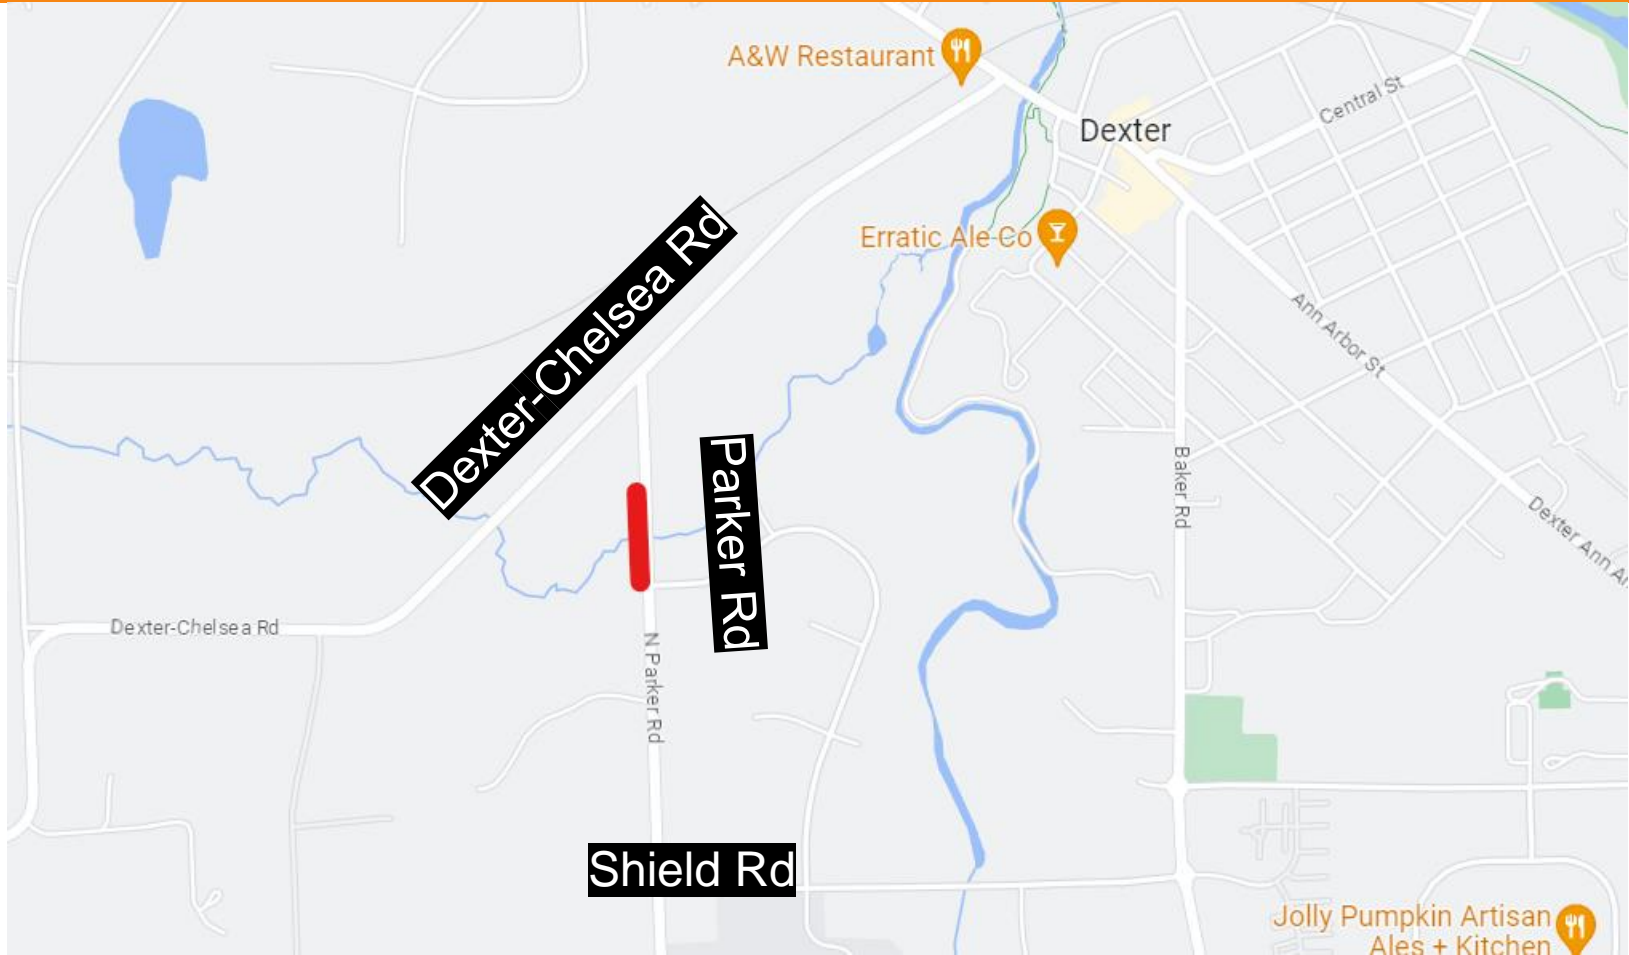 A&W Restaurant
Central St
Dexter
Dexter-Chelsea Rd
Erratic Ale Co
Ann Arbor St
Parker Rd
Baker Rd
Dexter Ann Ar
Dexter-Chelsea Rd
N Parker Rd
Shield Rd
Jolly Pumpkin Artisan
Ales + Kitchen